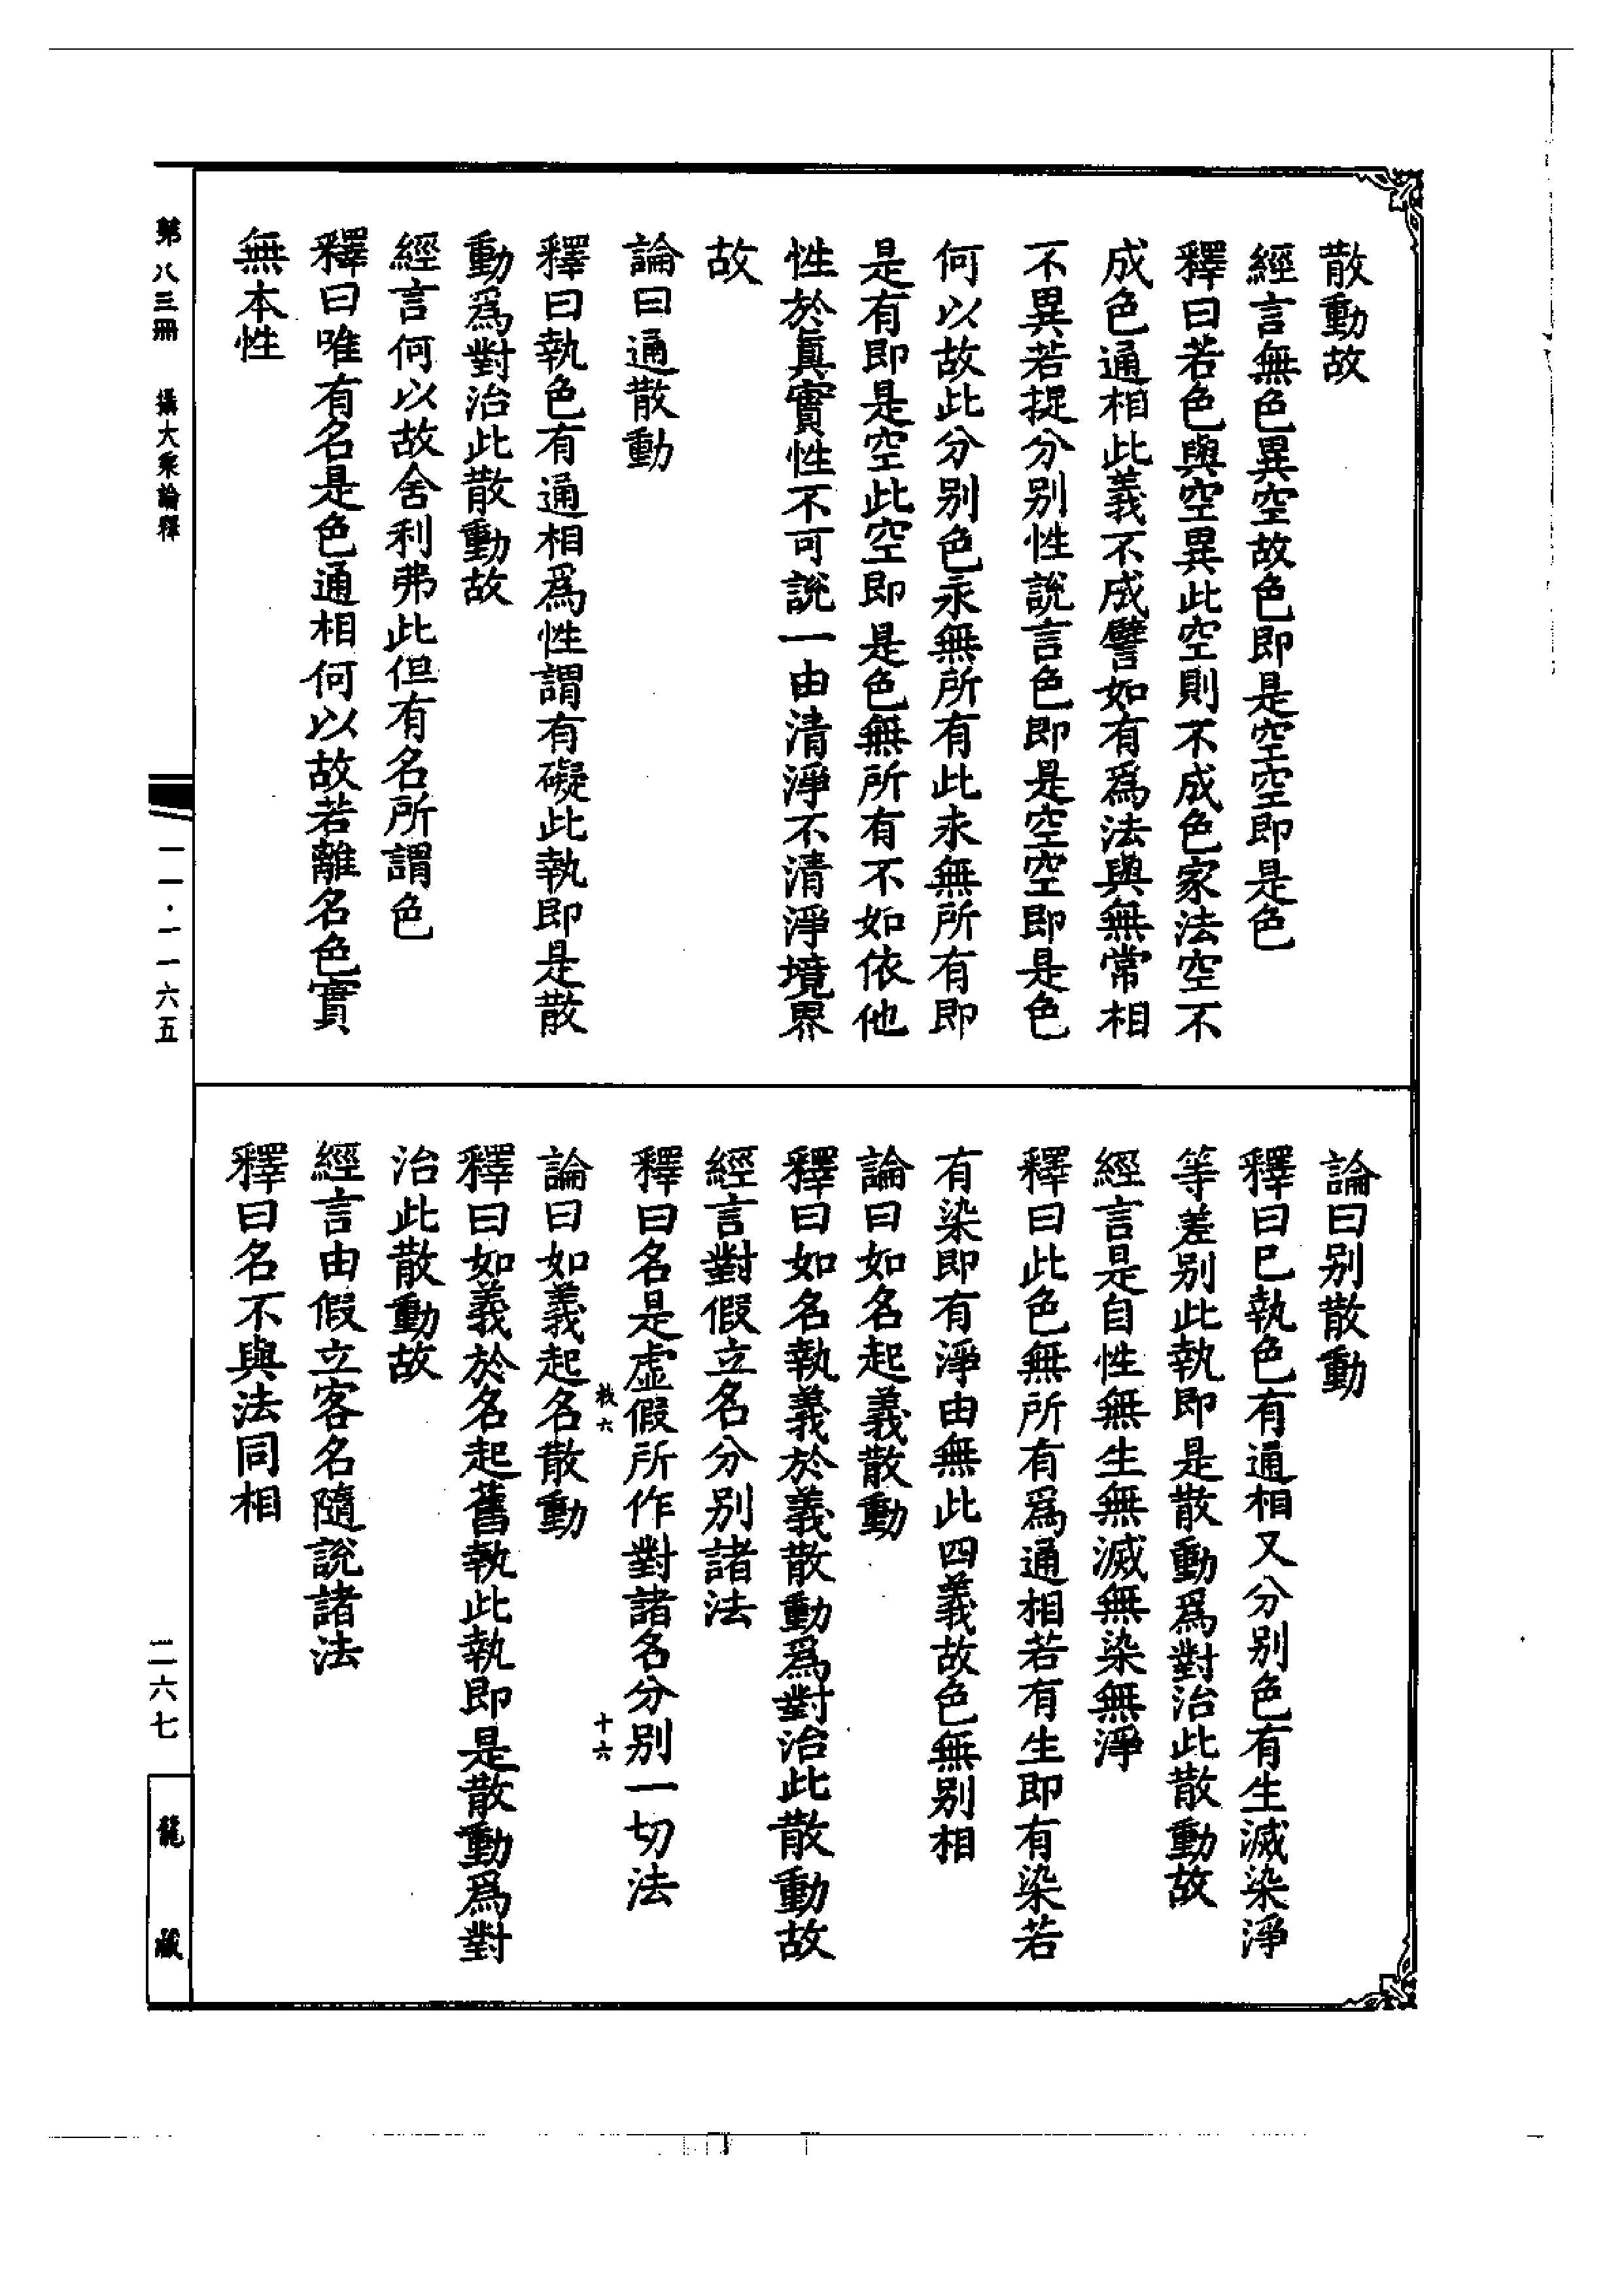 散動故
經言無色異空故色即是空空即是色
釋曰若色與空異此空則不成色家法空不
成色通相此義不成譬如有爲法與無常相
不異若捉分别性說言色即是空空即是色
何以故此分别色永無所有此永無所有即
是有即是空此空即是色無所有不如依他
性於眞實性不可說一由清淨不清淨境界
故
論曰通散動
釋曰執色有通相爲性謂有礙此執即是散
動爲對治此散動故
經言何以故舍利弗此但有名所謂色
釋曰唯有名是色通相何以故若離名色實
無本性
論曰别散動
釋曰已執色有通相又分别色有生滅染淨
等差别此執即是散動爲對治此散動故
經言是自性無生無滅無染無淨
釋曰此色無所有爲通相若有生即有染若
有染即有淨由無此四義故色無别相
論曰如名起義散動
釋曰如名執義於義散動爲對治此散動故
經言對假立名分别諸法
釋曰名是虛假所作對諸名分别一切法
十六
論曰如義起名散動
釋曰如義於名起舊執此執即是散動爲對
治此散動故
經言由假立客名隨說諸法
釋曰名不與法同相
第八三冊 攝大乘論釋
一一·一一六五
二六七
龍藏